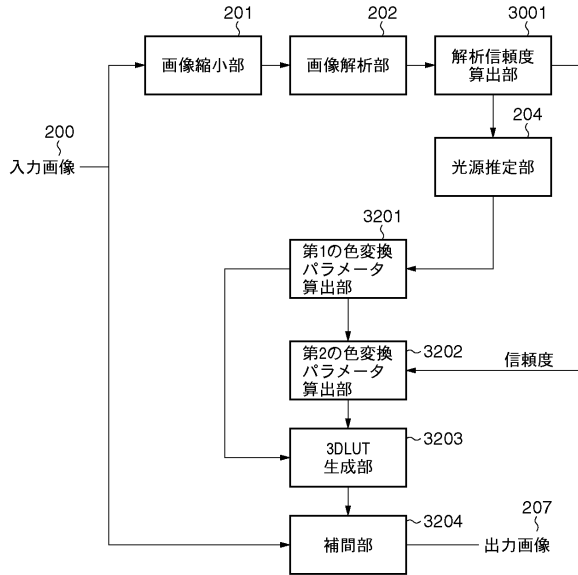 201
202
3001
画像縮小部
画像解析部
解析信頼度
算出部
200
入力画像
204
光源推定部
3201
第1の色変換
パラメータ
算出部
3202
第2の色変換
パラメータ
算出部
信頼度
3203
3DLUT
生成部
3204
補間部
207
出力画像